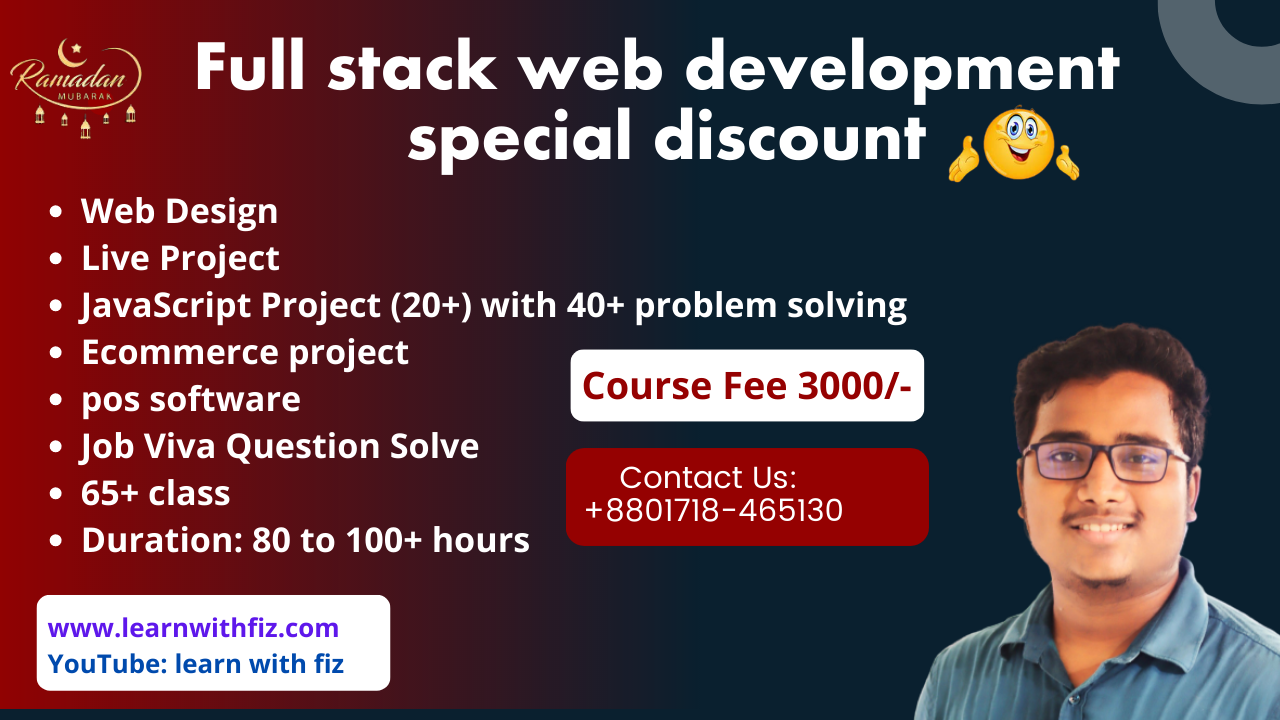 Ramadan
MUBARAK
Full stack web development
special discount
Web Design
Live Project
JavaScript Project (20+) with 40+ problem solving
Ecommerce project
pos software
Job Viva Question Solve
65+ class
Duration: 80 to 100+ hours
Course Fee 3000/-
Contact Us:
+8801718-465130
www.learnwithfiz.com
YouTube: learn with fiz